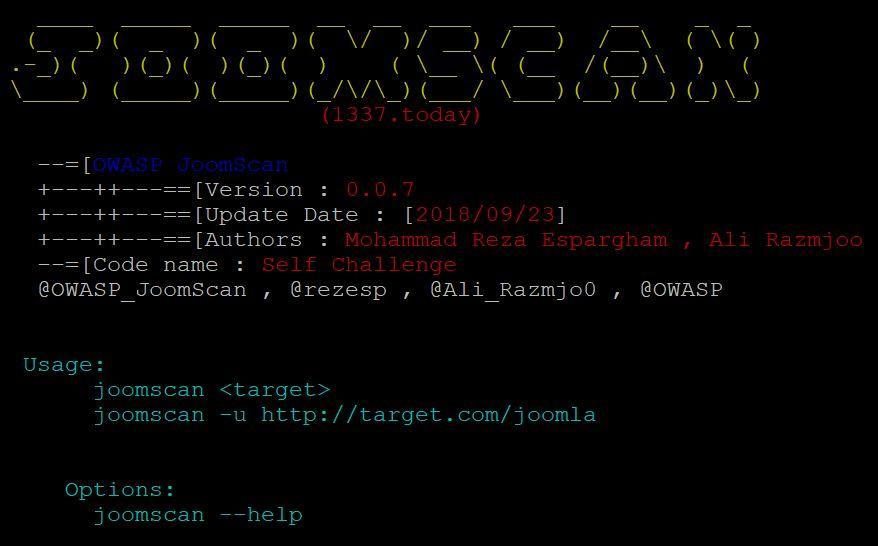 JOOMSCAN
(1337.today)
--=[OWASP JoomScan
+---++---==[Version : 0.0.7
+---++---==[Update Date : [2018/09/23]
+---++---==[Authors : Mohammad Reza Espargham , Ali Razmjoo
--=[Code name : Self Challenge
@OWASP_JoomScan , @rezesp , @Ali_Razmjo0 , @OWASP
Usage:
joomscan <target>
joomscan -u http://target.com/joomla
Options:
joomscan --help